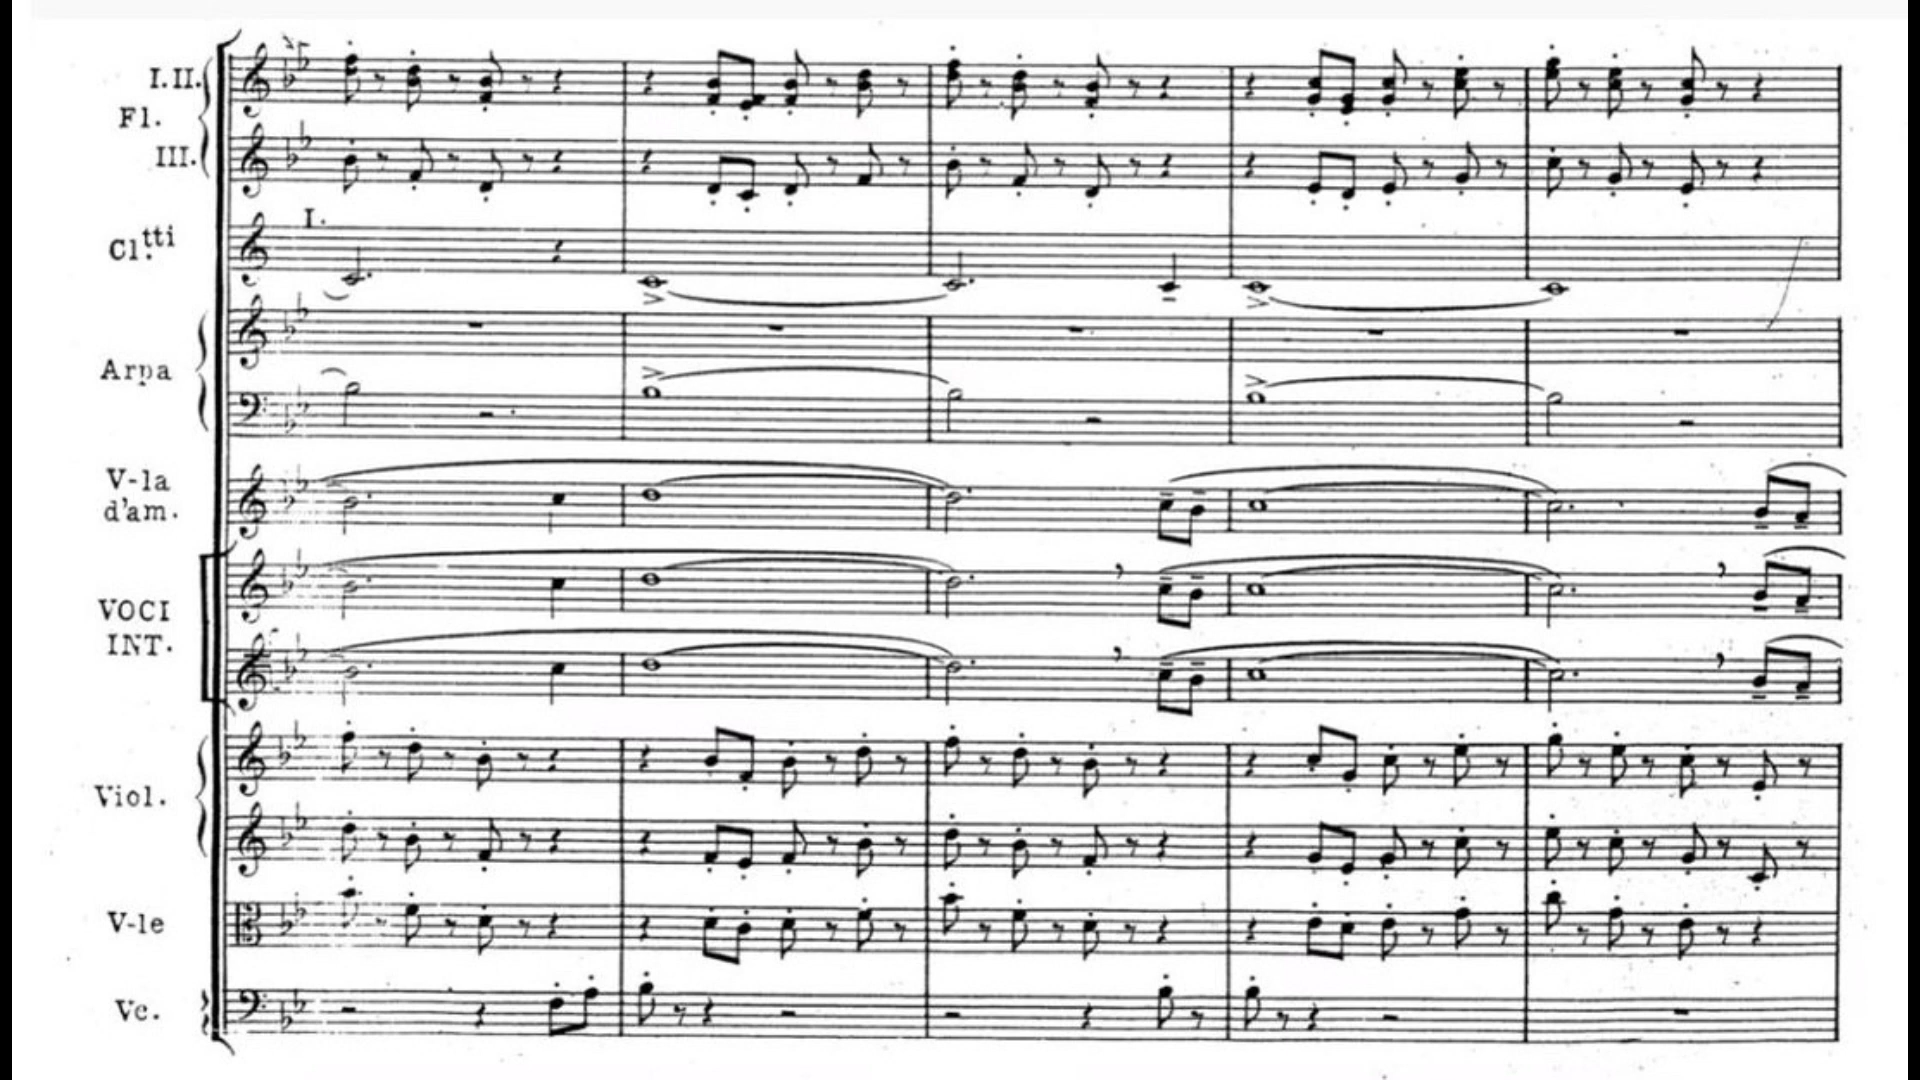 I. II.
Fl.
III.
I.
Cl.tti
Arpa
V-la
d'am.
VOCI
INT.
Viol.
V-le
Vc.